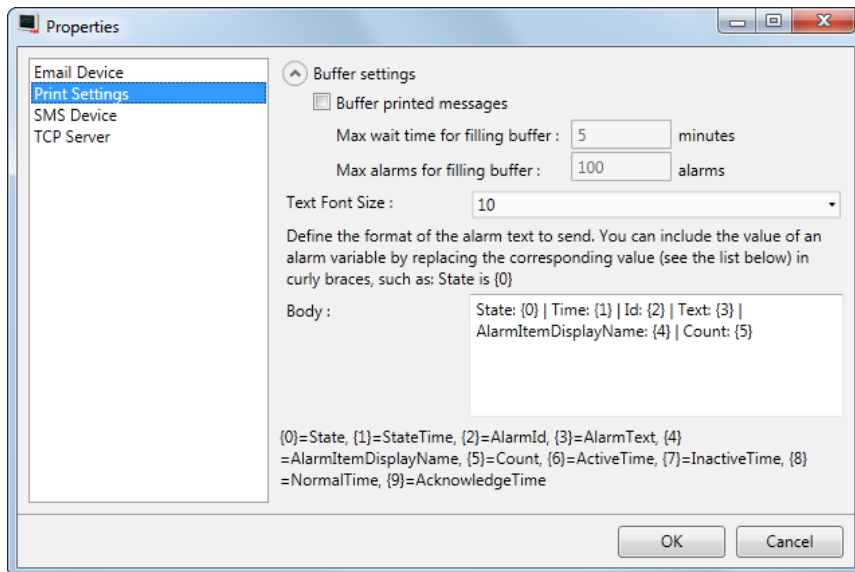 Properties
Email Device
Print Settings
SMS Device
TCP Server
Buffer settings
Buffer printed messages
Max wait time for filling buffer : 5 minutes
Max alarms for filling buffer : 100 alarms
Text Font Size : 10
Define the format of the alarm text to send. You can include the value of an
alarm variable by replacing the corresponding value (see the list below) in
curly braces, such as: State is {0}
Body : State: {0} | Time: {1} | Id: {2} | Text: {3} |
AlarmItemDisplayName: {4} | Count: {5}
{0}=State, {1}=StateTime, {2}=AlarmId, {3}=AlarmText, {4}
=AlarmItemDisplayName, {5}=Count, {6}=ActiveTime, {7}=InactiveTime, {8}
=NormalTime, {9}=AcknowledgeTime
OK Cancel